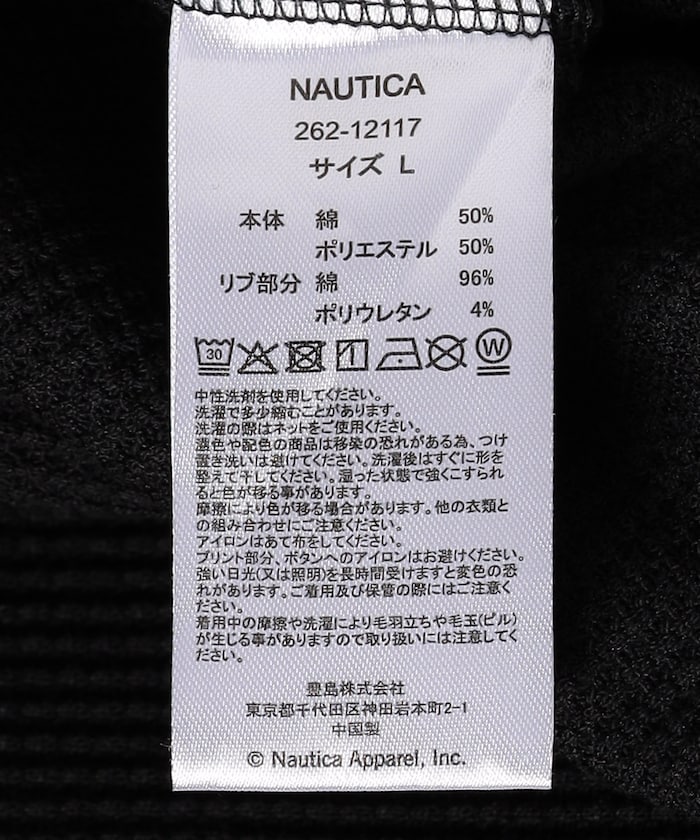 NAUTICA
262-12117
サイズ L
本体 綿 50%
ポリエステル 50%
リブ部分 綿 96%
ポリウレタン 4%
30 W
中性洗剤を使用してください。
洗濯で多少縮むことがあります。
洗濯の際はネットをご使用ください。
濃色や配色の商品は移染の恐れがある為、つけ
置き洗いは避けてください。洗濯後はすぐに形を
整えて干してください。湿った状態で強くこすられ
ると色が移る事があります。
摩擦により色が移る場合があります。他の衣類と
の組み合わせにご注意ください。
アイロンはあて布をしてください。
プリント部分、ボタンへのアイロンはお避けください。
強い日光(又は照明)を長時間受けますと変色の恐
れがあります。ご着用及び保管の際にはご注意く
ださい。
着用中の摩擦や洗濯により毛羽立ちや毛玉(ピル)
が生じる事がありますので取り扱いには注意してく
ださい。
豊島株式会社
東京都千代田区神田岩本町2-1
中国製
© Nautica Apparel, Inc.